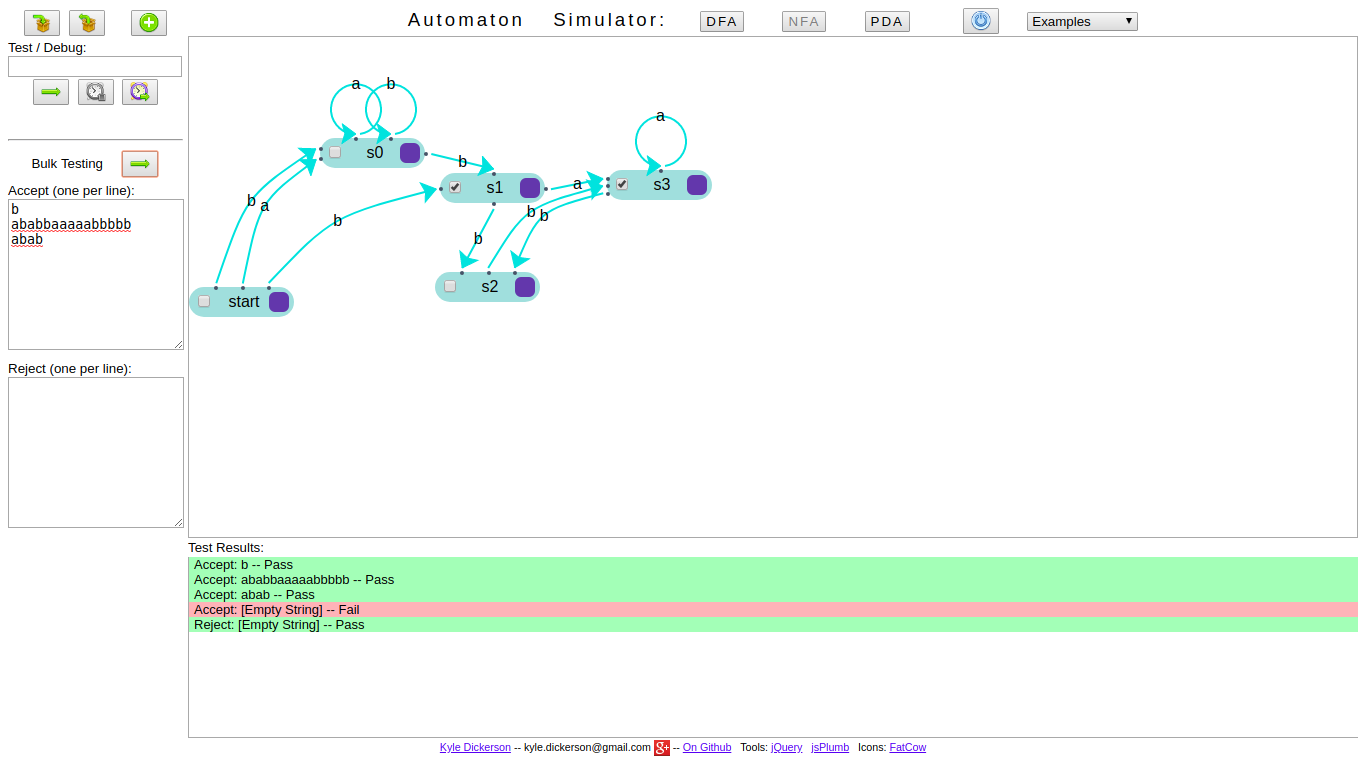 Automaton Simulator: DFA NFA PDA Examples
Test / Debug:
Bulk Testing
Accept (one per line):
b
ababbaaaaabbbbb
abab
Reject (one per line):
a b
s0
b
s1
a
a
s3
b a
b
b b
b
s2
start
Test Results:
Accept: b -- Pass
Accept: ababbaaaaabbbbb -- Pass
Accept: abab -- Pass
Accept: [Empty String] -- Fail
Reject: [Empty String] -- Pass
Kyle Dickerson -- kyle.dickerson@gmail.com g+ -- On Github Tools: jQuery jsPlumb Icons: FatCow